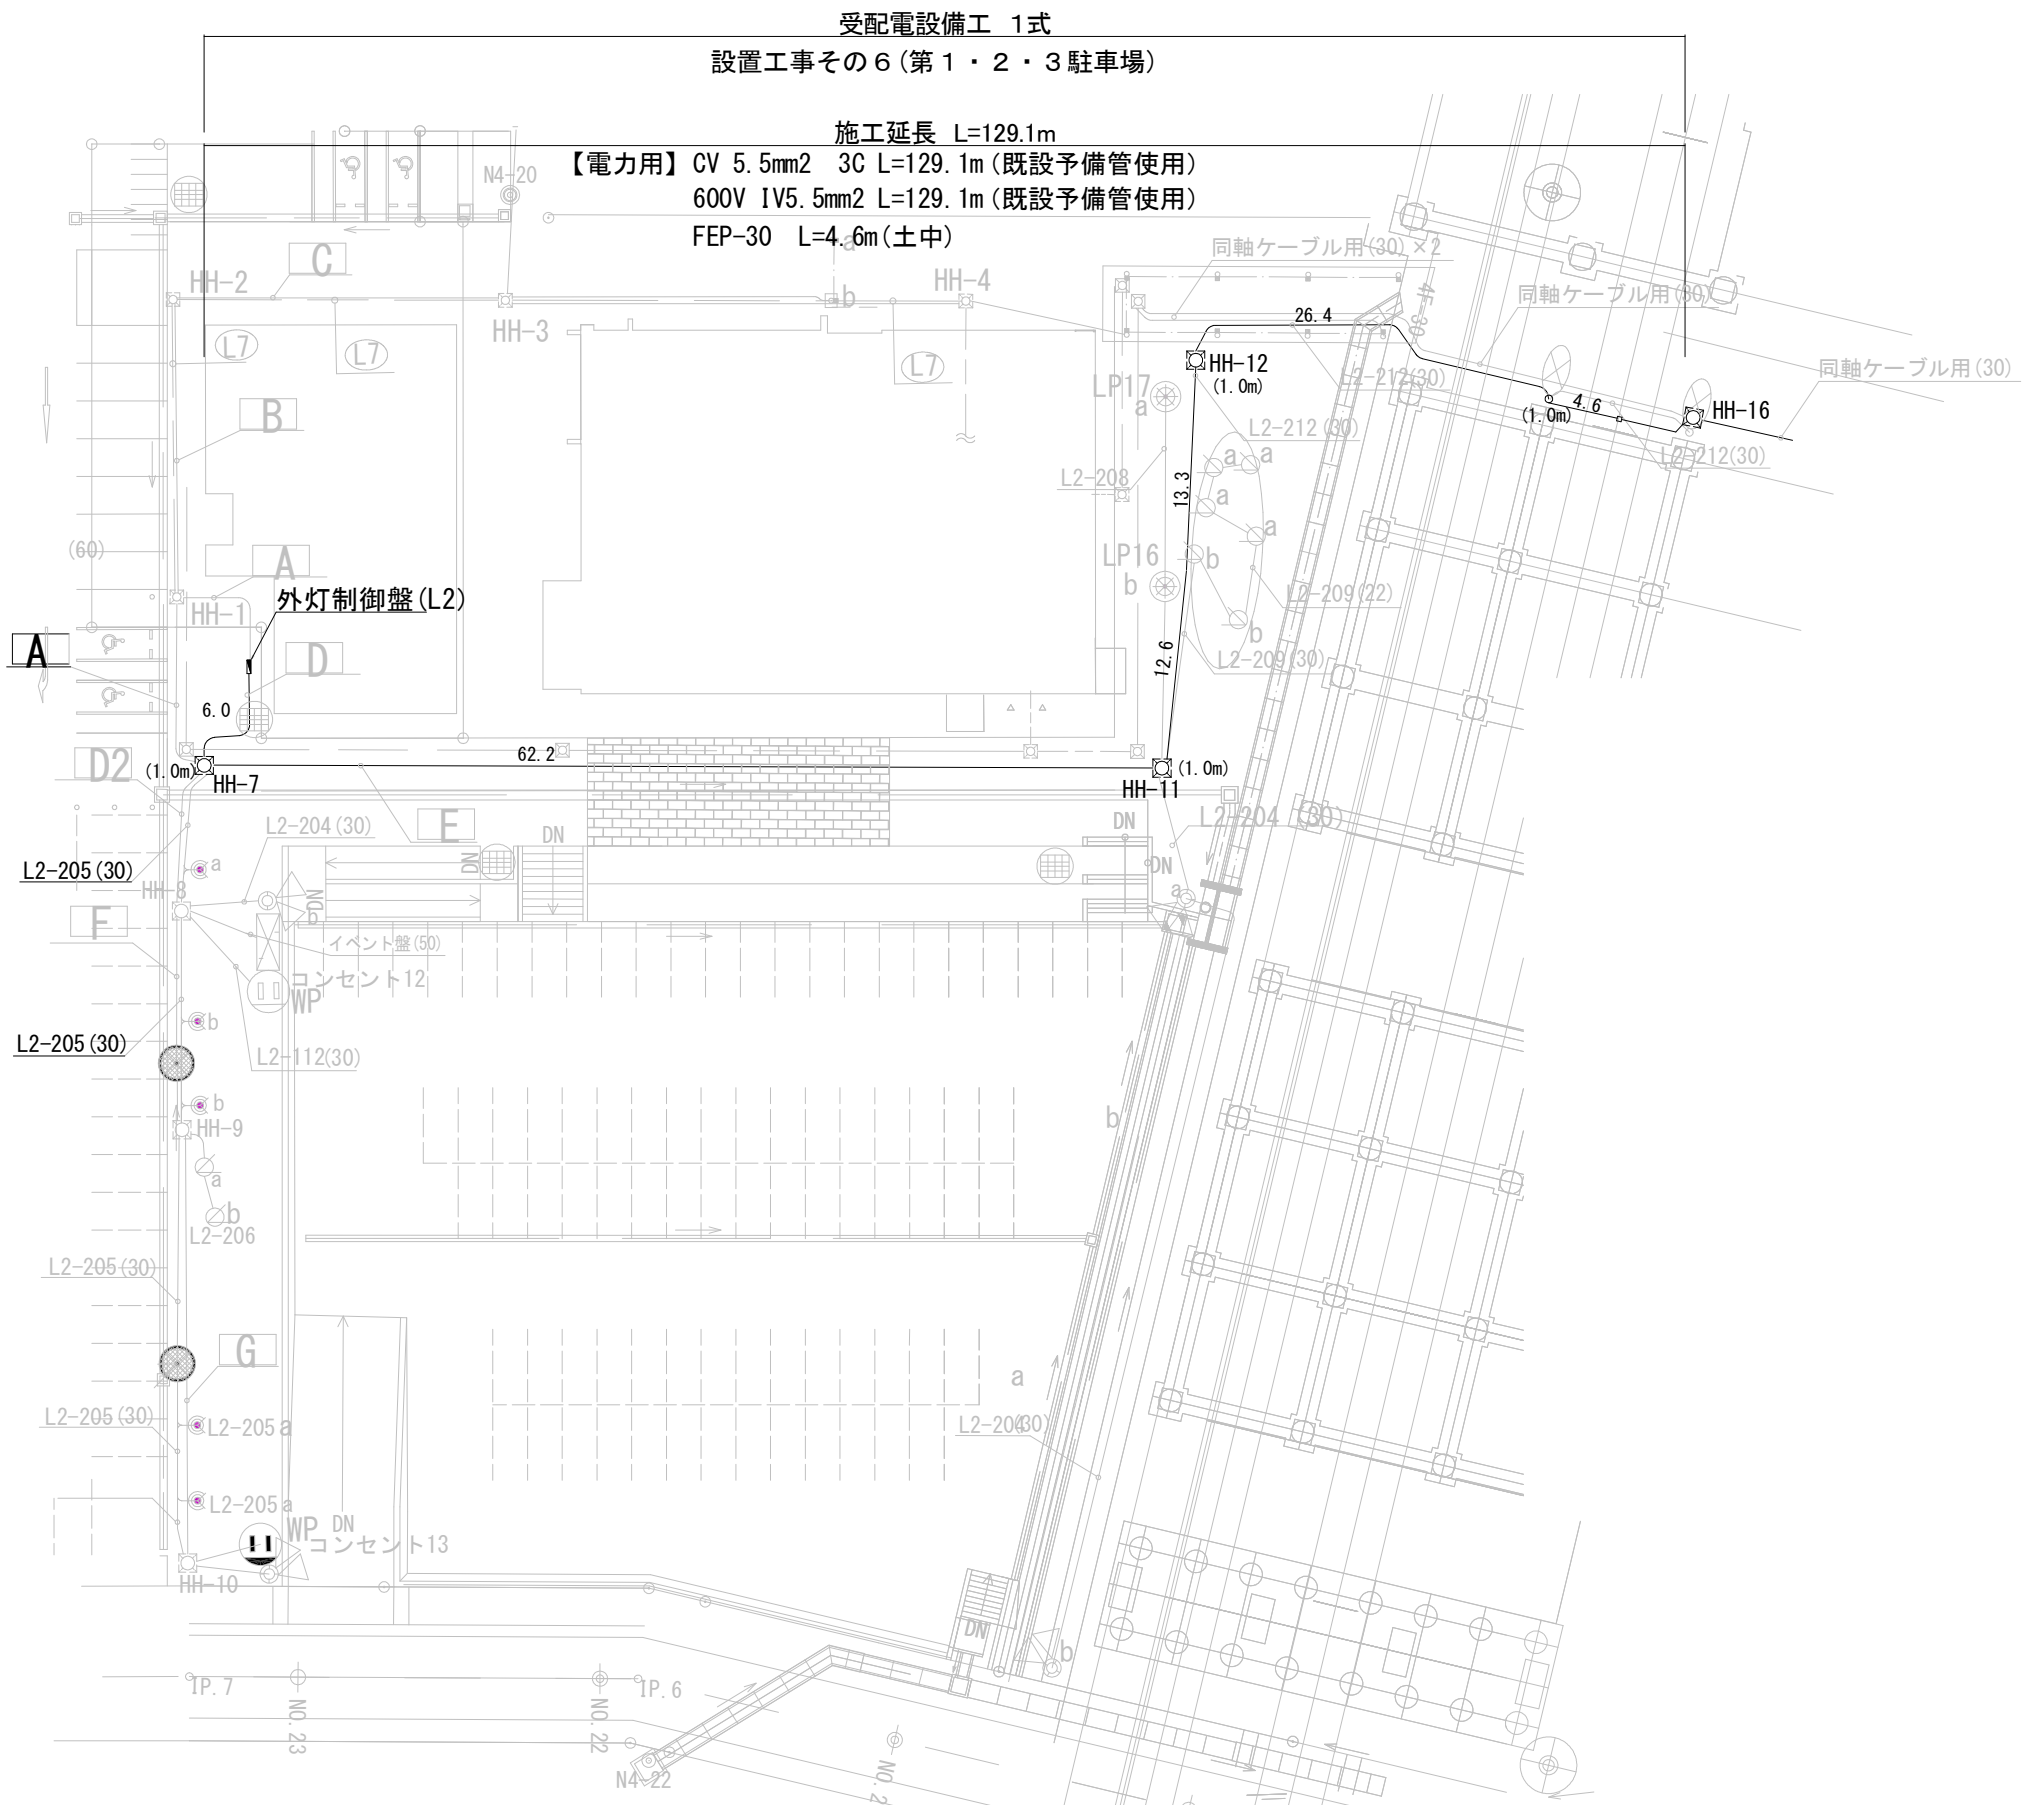 受配電設備工 1式
設置工事その6(第1・2・3駐車場)
施工延長 L=129.1m
【電力用】CV 5.5mm2 3C L=129.1m(既設予備管使用)
600V IV5.5mm2 L=129.1m(既設予備管使用)
FEP-30 L=4.6m(土中)
N4-20
a
C
HH-2
HH-3
b
HH-4
同軸ケーブル用(30)×2
同軸ケーブル用(30)
同軸ケーブル用(30)
26.4
L7
L7
L7
HH-12
(1.0m)
L2-212(30)
LP17
a
4.6
(1.0m)
HH-16
B
L2-212(30)
L2-212(30)
a
a
a
a
L2-208
13.3
(60)
A
LP16
b
b
HH-1
外灯制御盤(L2)
L2-209(22)
b
A
D
12.6
L2-209(30)
6.0
62.2
D2
(1.0m)
HH-7
(1.0m)
HH-11
E
L2-204(30)
DN
DN
L2-204(30)
DN
DN
L2-205(30)
a
HH-8
DN
b
a
F
イベント盤(50)
コンセント12
WP
b
L2-205(30)
L2-112(30)
b
HH-9
b
a
b
L2-206
L2-205(30)
G
a
L2-205(30)
L2-205a
L2-204(30)
L2-205a
WP
DN
コンセント13
HH-10
DN
b
IP.7
IP.6
NO.23
NO.22
N4-22